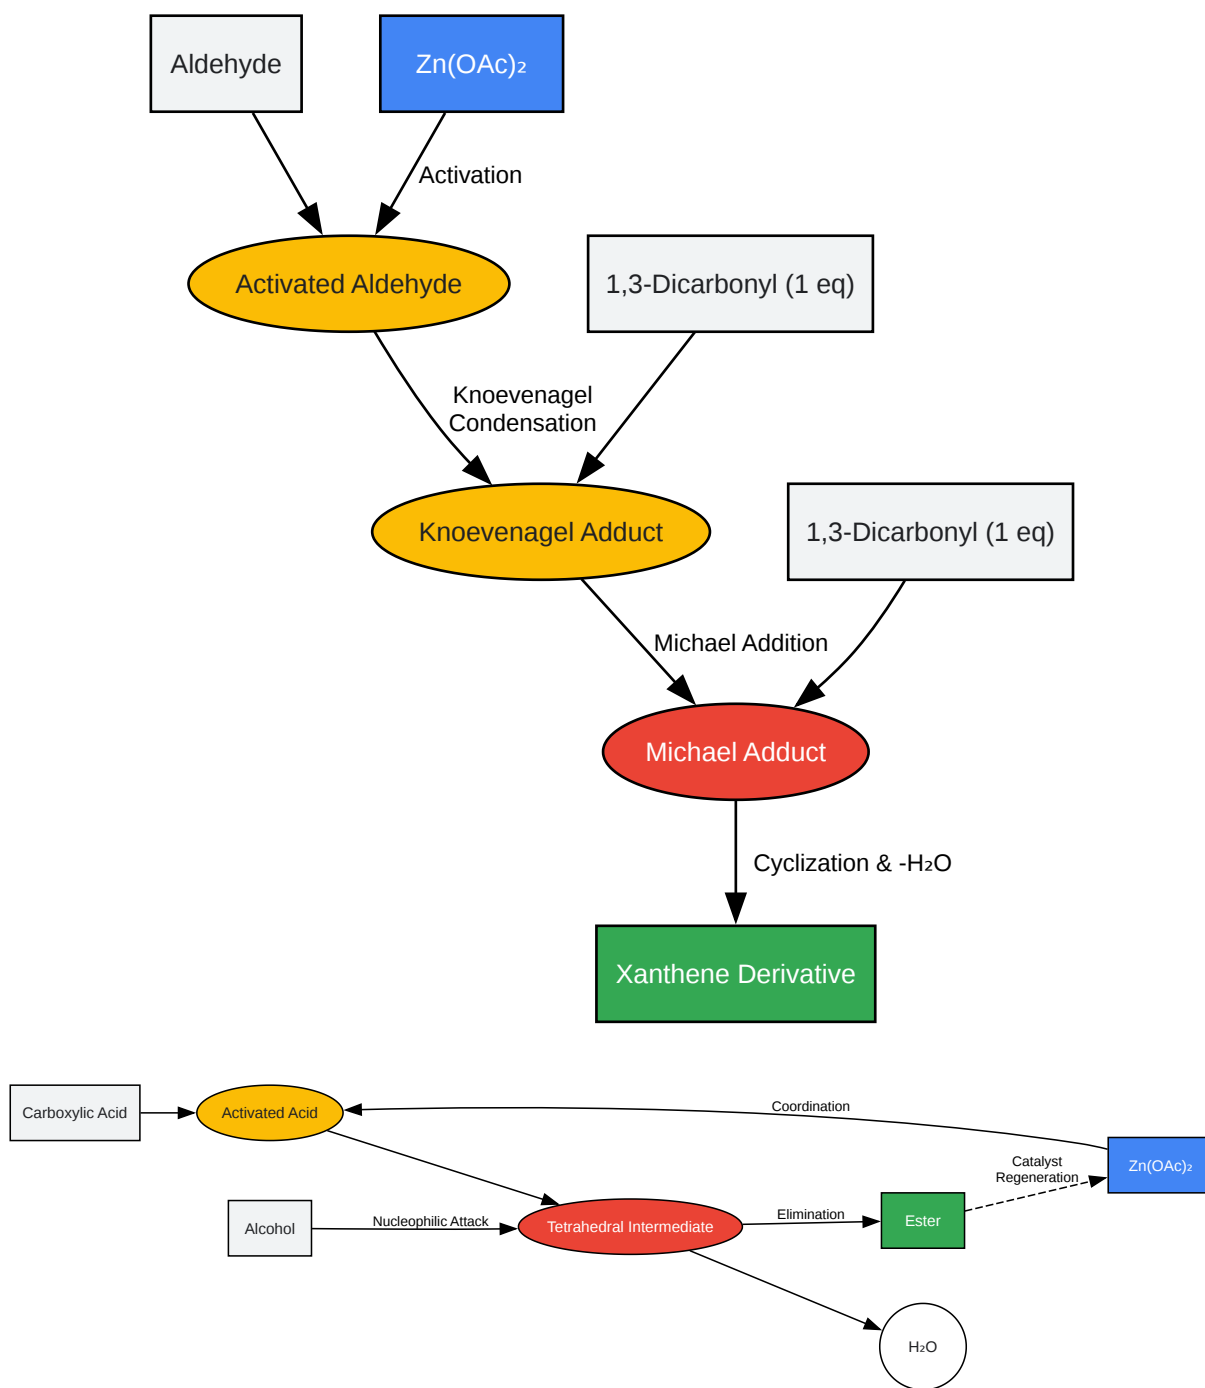 Aldehyde
Zn(OAc)₂
Activation
Activated Aldehyde
1,3-Dicarbonyl (1 eq)
Knoevenagel
Condensation
Knoevenagel Adduct
1,3-Dicarbonyl (1 eq)
Michael Addition
Michael Adduct
Cyclization & -H₂O
Xanthene Derivative
Carboxylic Acid
Activated Acid
Coordination
Zn(OAc)₂
Catalyst
Regeneration
Alcohol
Nucleophilic Attack
Tetrahedral Intermediate
Elimination
Ester
H₂O